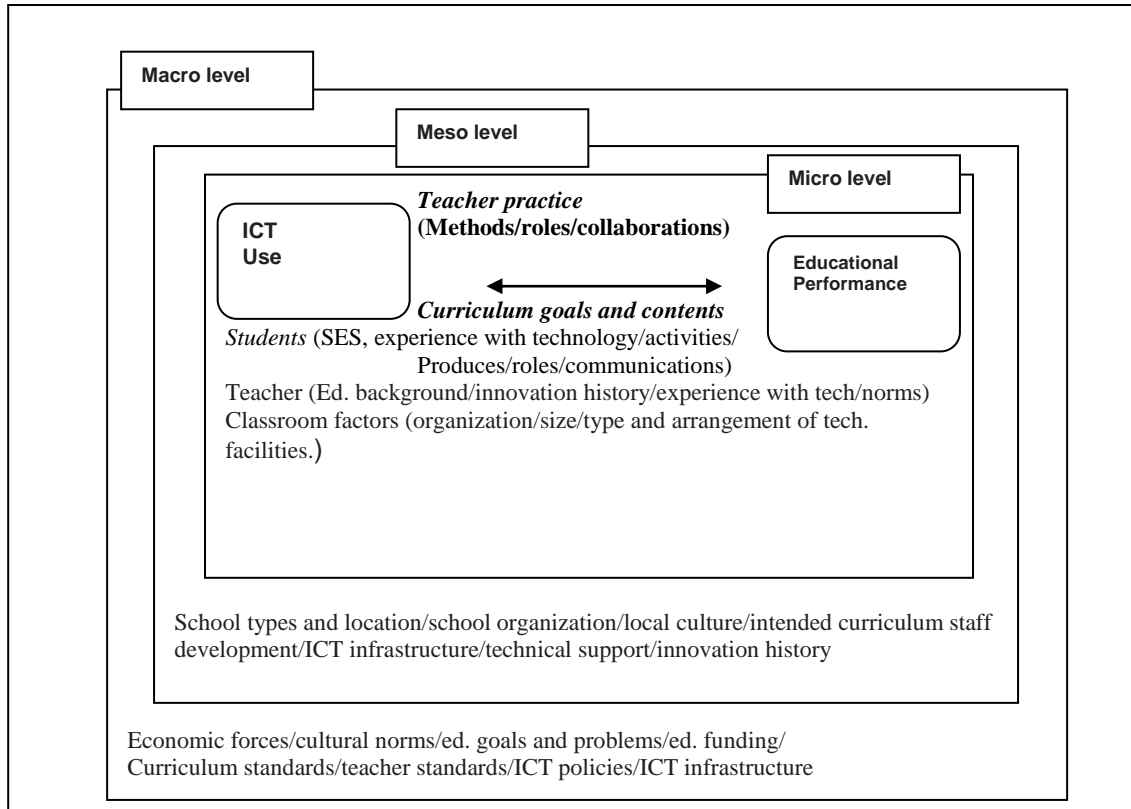 Macro level
Meso level
Micro level
ICT
Use
Teacher practice
(Methods/roles/collaborations)
Educational
Performance
Curriculum goals and contents
Students (SES, experience with technology/activities/
Produces/roles/communications)
Teacher (Ed. background/innovation history/experience with tech/norms)
Classroom factors (organization/size/type and arrangement of tech.
facilities.)
School types and location/school organization/local culture/intended curriculum staff
development/ICT infrastructure/technical support/innovation history
Economic forces/cultural norms/ed. goals and problems/ed. funding/
Curriculum standards/teacher standards/ICT policies/ICT infrastructure